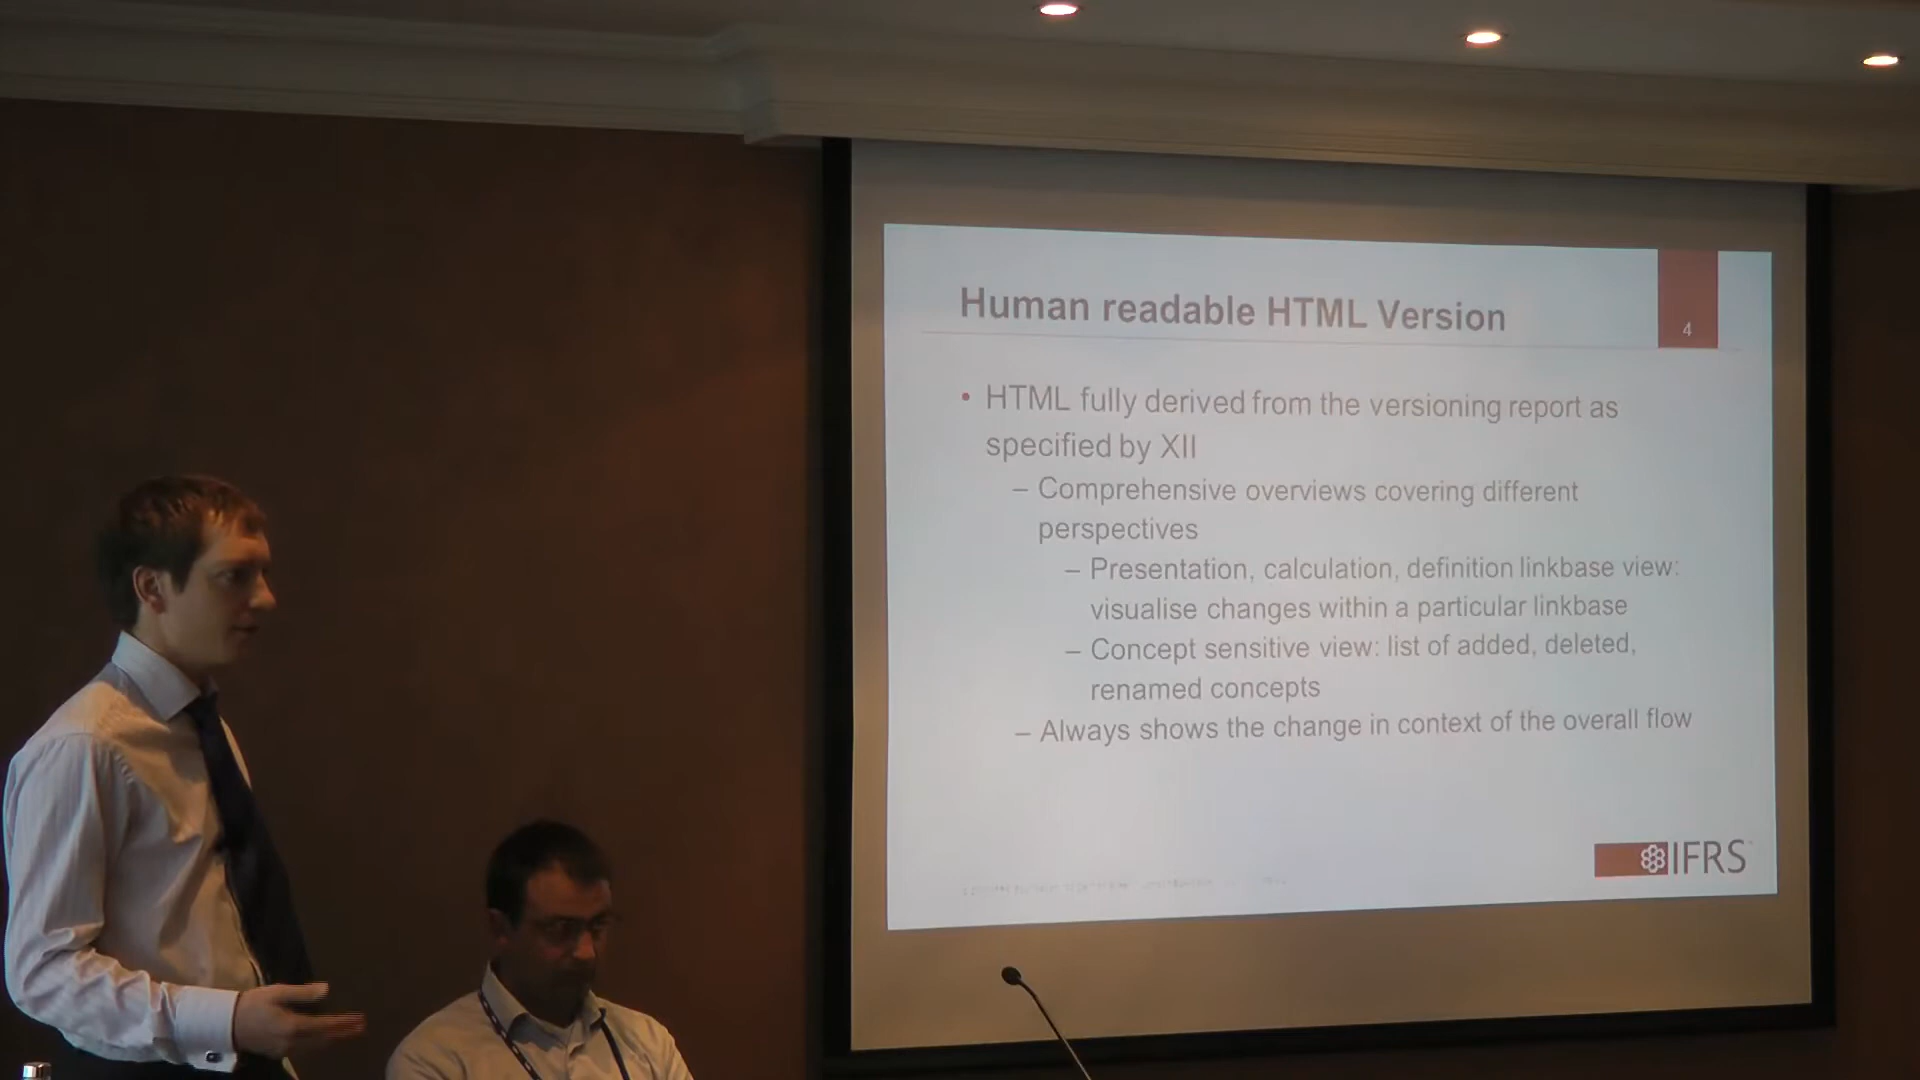 Human readable HTML Version
4
• HTML fully derived from the versioning report as
specified by XII
– Comprehensive overviews covering different
perspectives
– Presentation, calculation, definition linkbase view:
visualise changes within a particular linkbase
– Concept sensitive view: list of added, deleted,
renamed concepts
– Always shows the change in context of the overall flow
IFRS